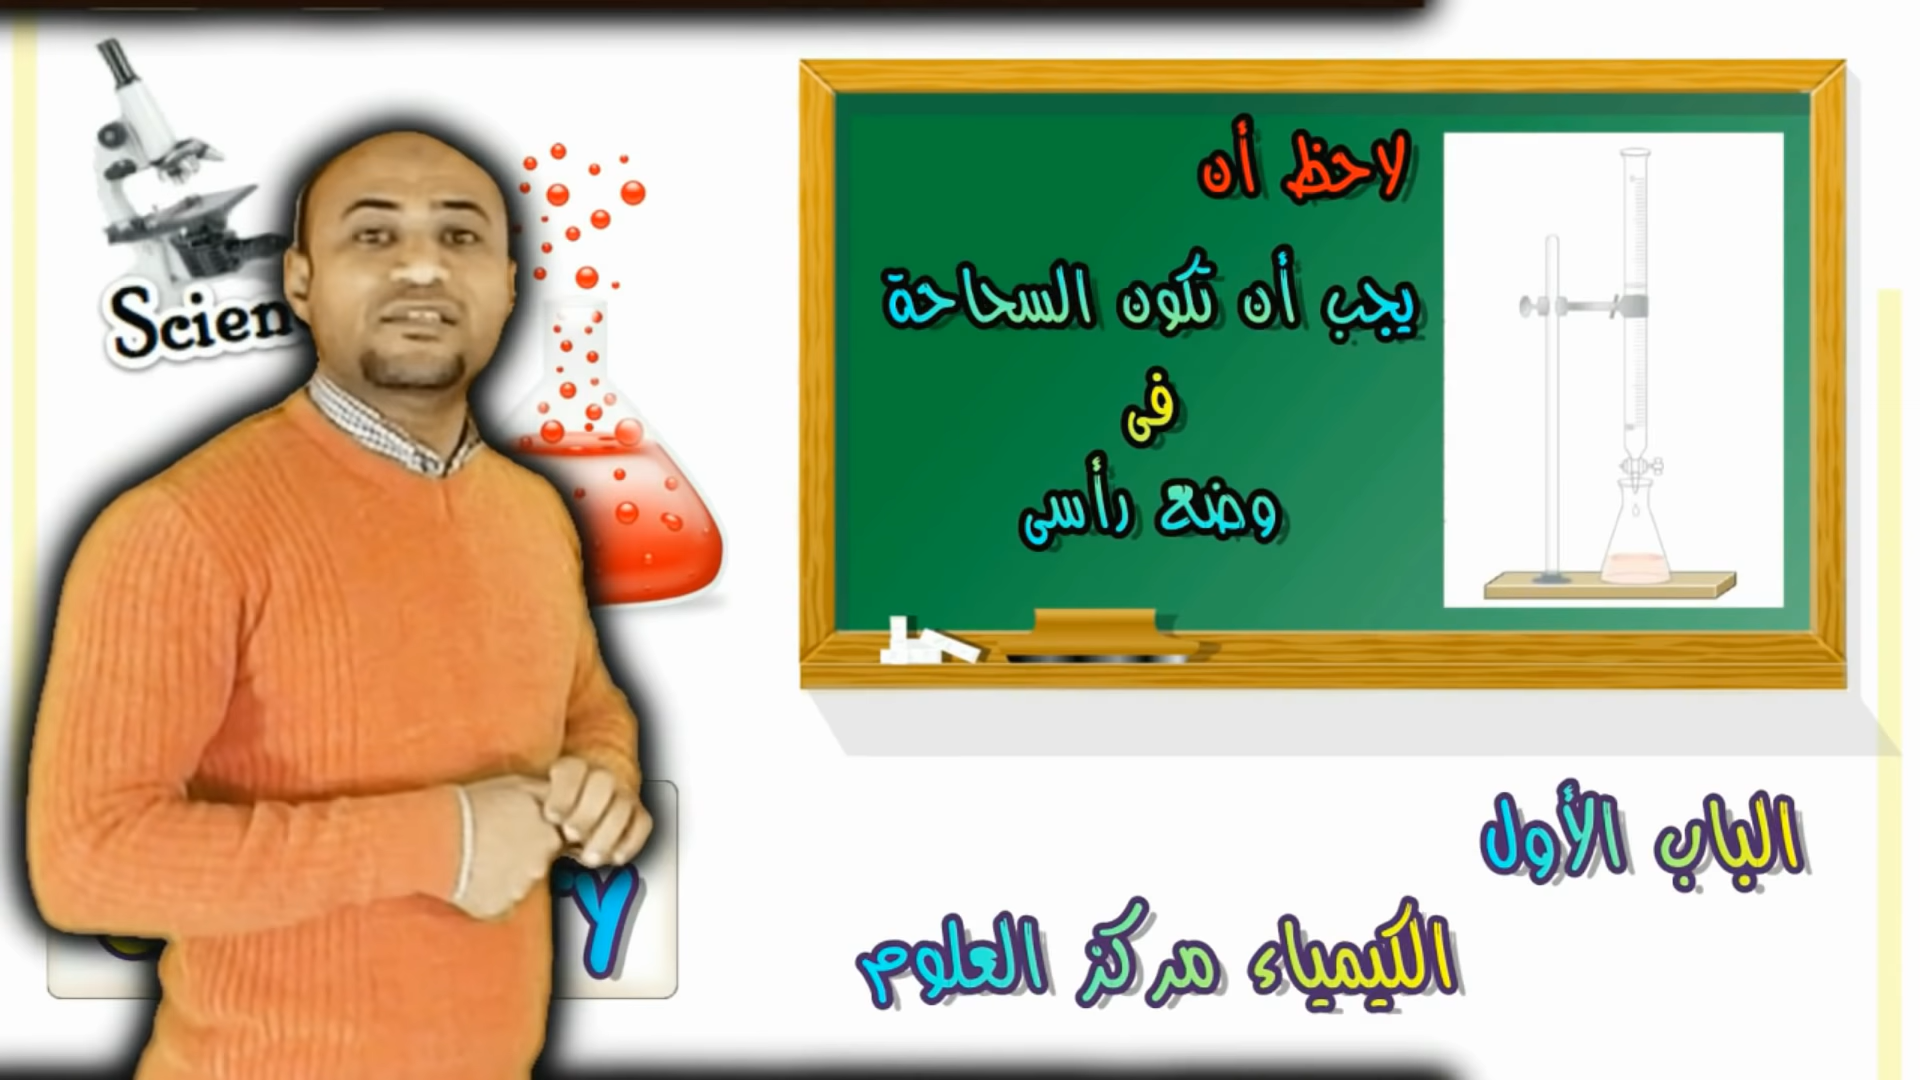 لاحظ أن
يجب أن تكون السحاحة
فى
وضع رأسى
Scien
الباب الأول
الكيمياء مركز العلوم
Y